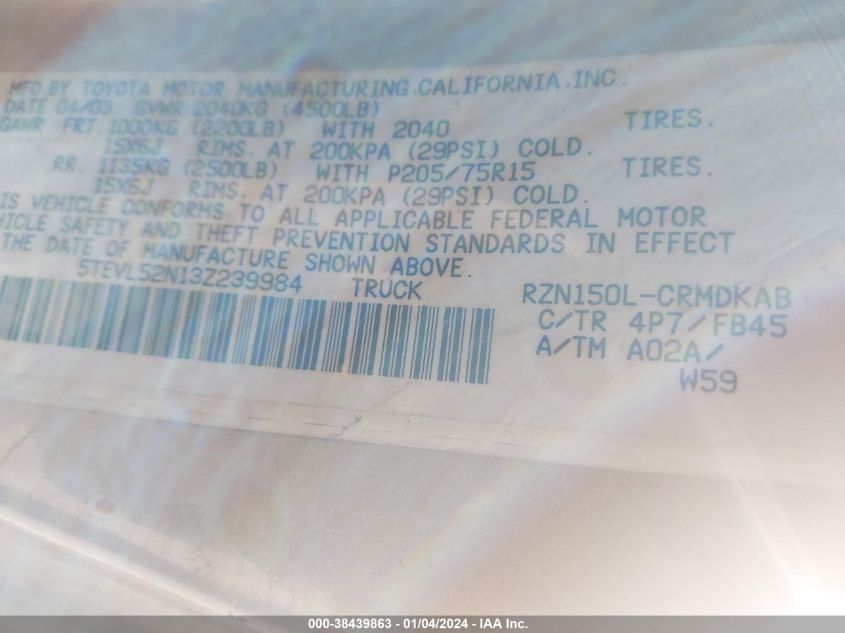 MFD BY TOYOTA MOTOR MANUFACTURING.CALIFORNIA.INC.
DATE 04/03 GVWR 2040KG (4500LB)
GAWR FRT 1000KG (2200LB) WITH 2040 TIRES.
15X6J RIMS. AT 200KPA (29PSI) COLD.
RR. 1135KG (2500LB) WITH P205/75R15 TIRES.
15X6J RIMS. AT 200KPA (29PSI) COLD.
IS VEHICLE CONFORMS TO ALL APPLICABLE FEDERAL MOTOR
HICLE SAFETY AND THEFT PREVENTION STANDARDS IN EFFECT
THE DATE OF MANUFACTURE SHOWN ABOVE.
5TEVL52N13Z239984 TRUCK RZN150L-CRMDKAB
C/TR 4P7/FB45
A/TM A02A/
W59
000-38439863 - 01/04/2024 - IAA Inc.